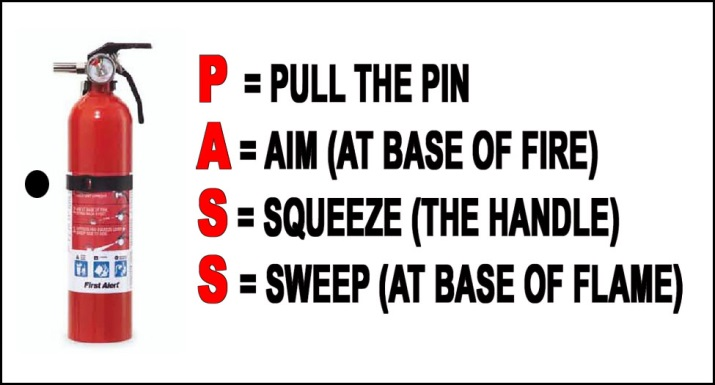 P = PULL THE PIN
A = AIM (AT BASE OF FIRE)
S = SQUEEZE (THE HANDLE)
S = SWEEP (AT BASE OF FLAME)
First Alert